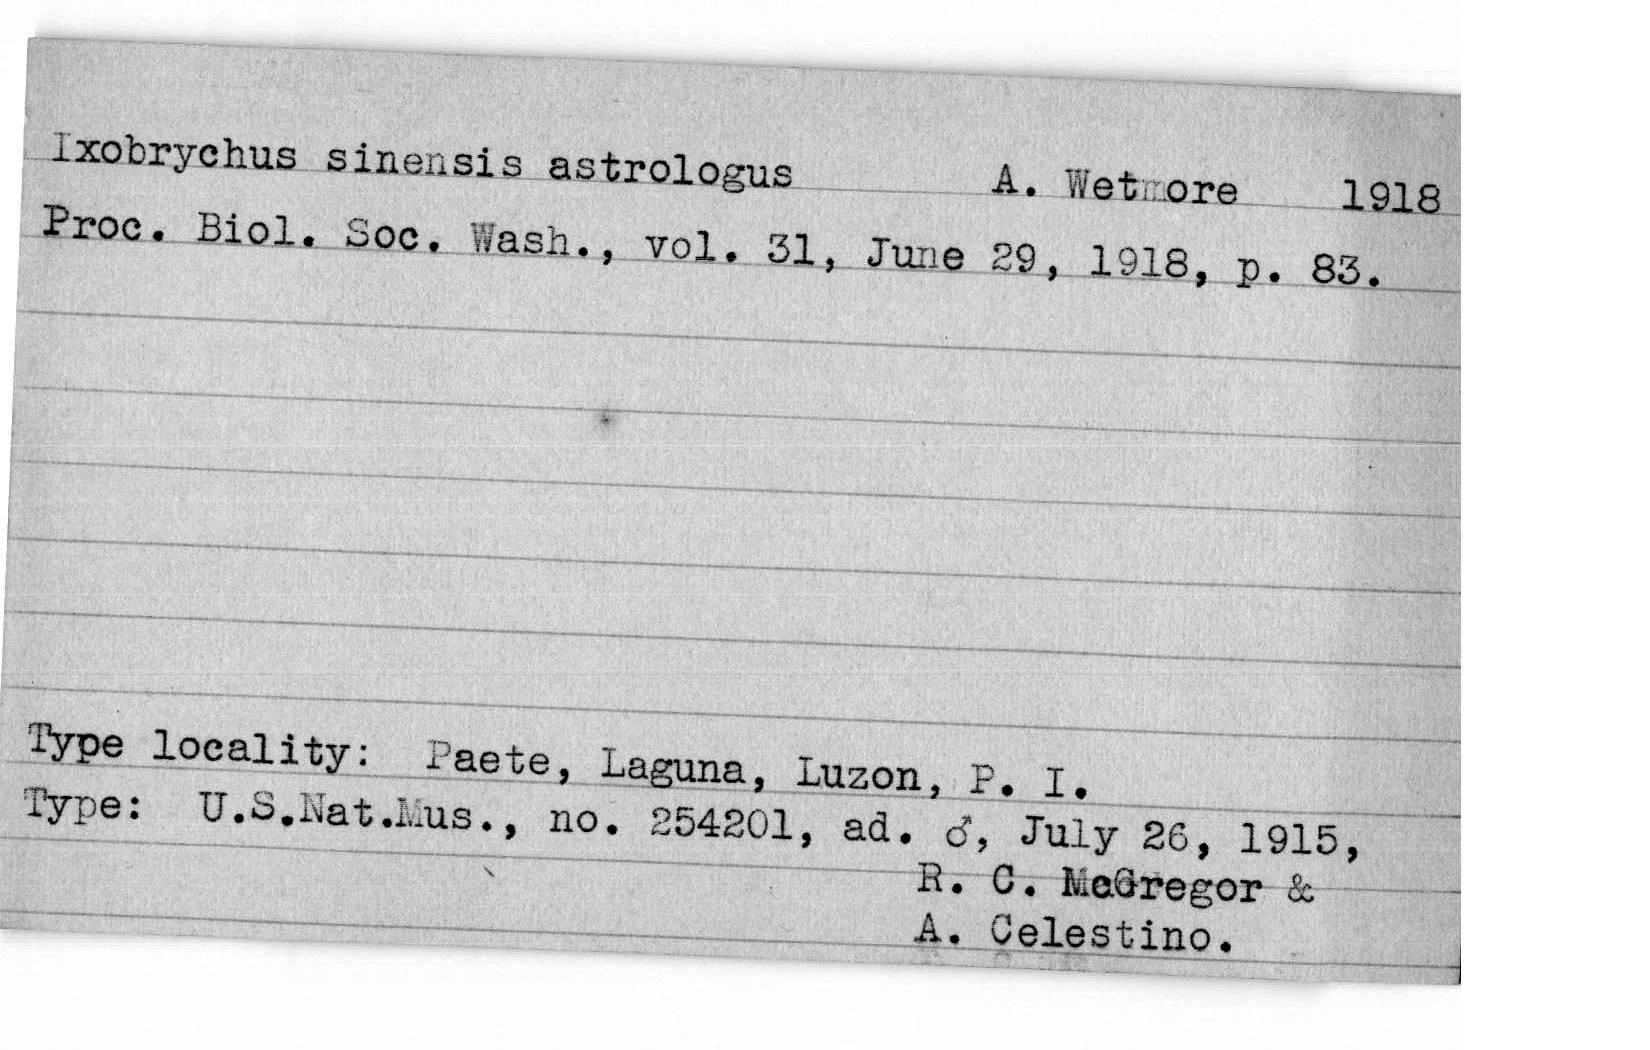 Ixobrychus sinensis astrologus A. Wetmore 1918
Proc. Biol. Soc. Wash., vol. 31, June 29, 1918, p. 83.
Type locality: Paete, Laguna, Luzon, P. I.
Type: U.S.Nat.Mus., no. 254201, ad. ♂, July 26, 1915,
R. C. McGregor &
A. Celestino.